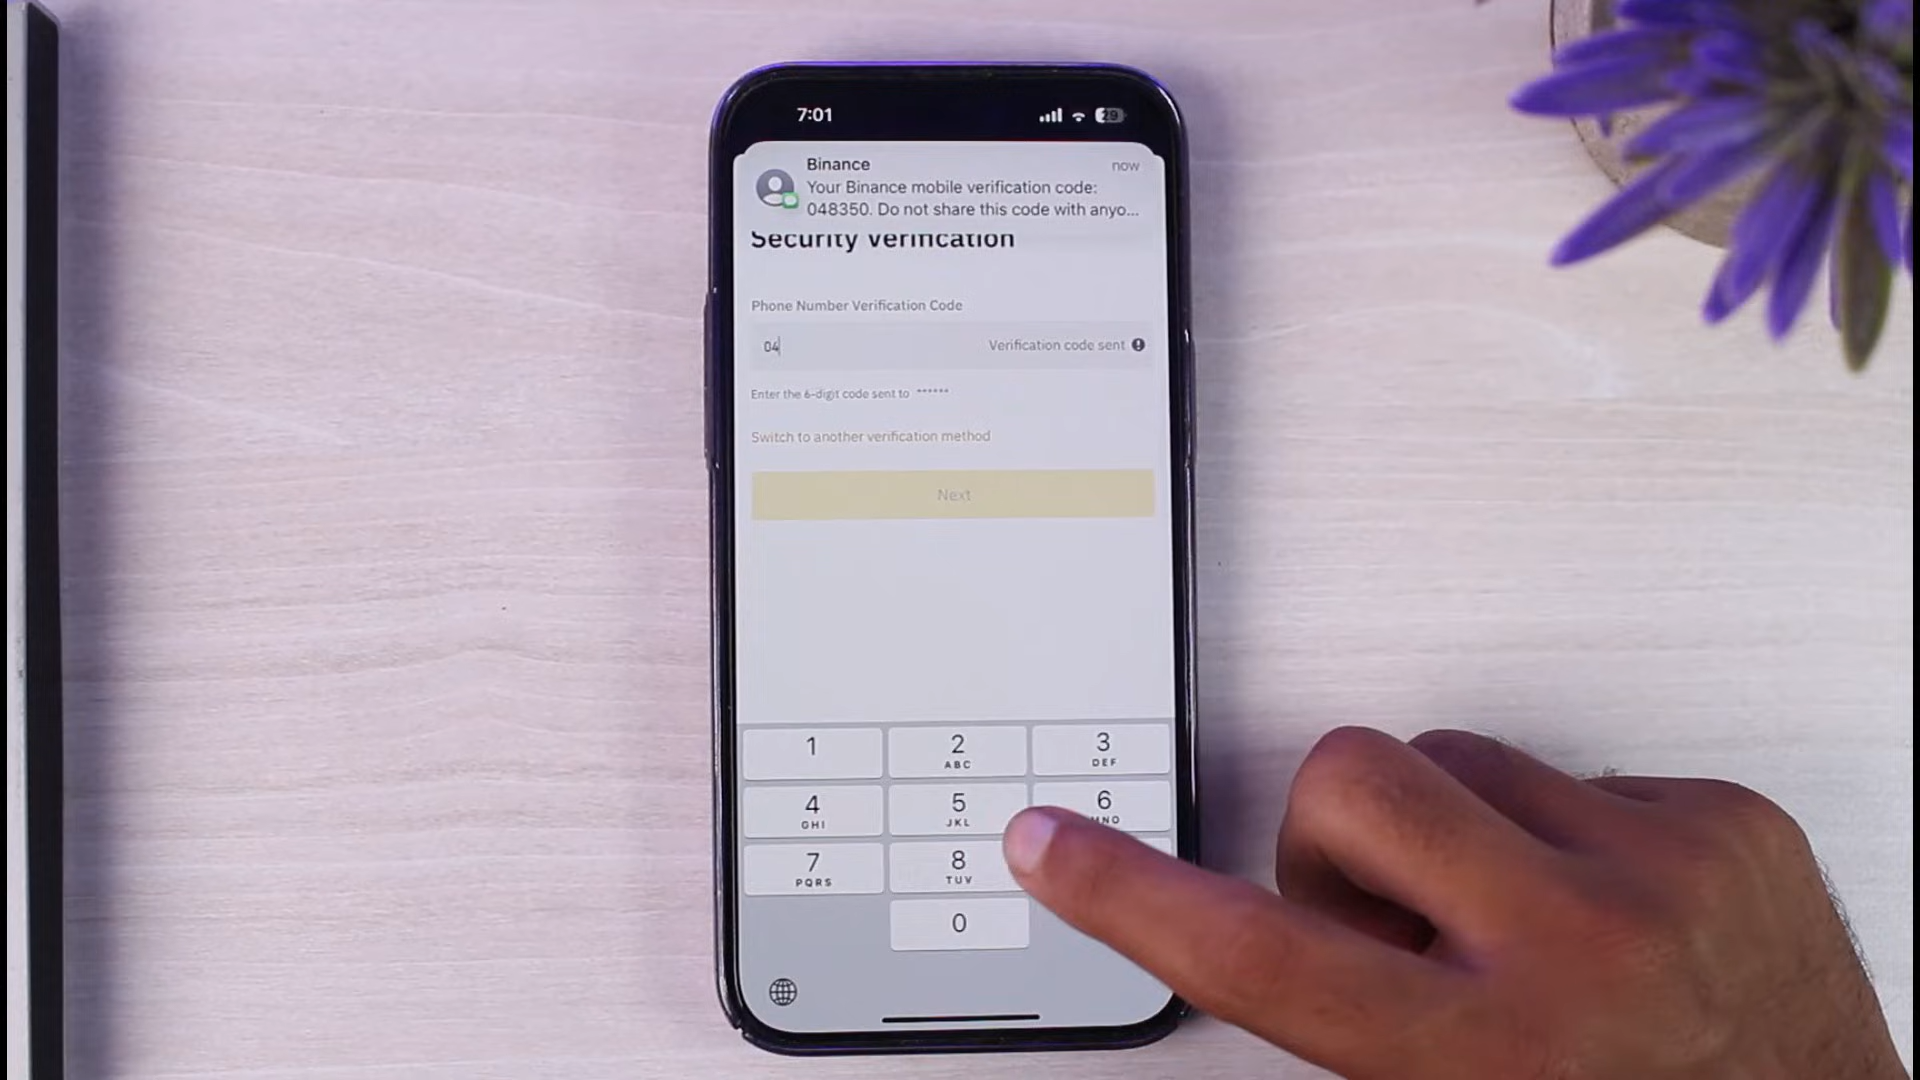 7:01
29
Binance
now
Your Binance mobile verification code:
048350. Do not share this code with anyo...
Security Verification
Phone Number Verification Code
04
Verification code sent
Enter the 6-digit code sent to ******
Switch to another verification method
Next
1
2
ABC
3
DEF
4
GHI
5
JKL
6
MNO
7
PQRS
8
TUV
0